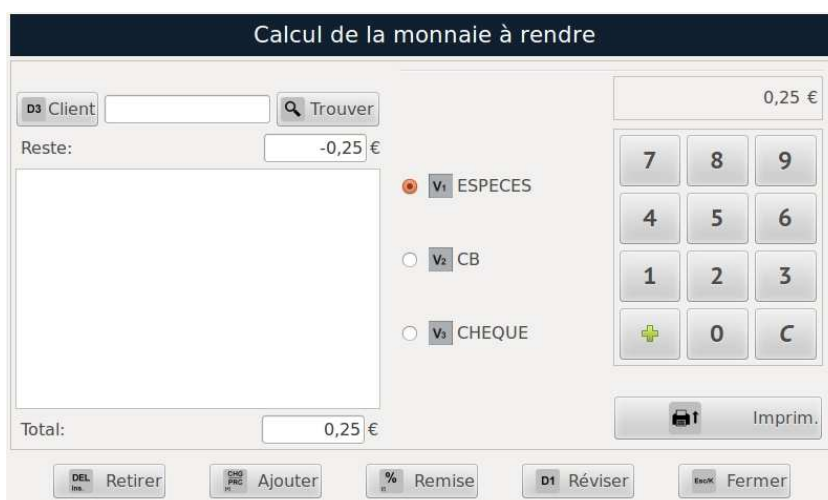 Calcul de la monnaie à rendre
D3 Client
Trouver
0,25 €
Reste: -0,25 €
7 8 9
V1 ESPECES
4 5 6
V2 CB
1 2 3
V3 CHEQUE
0 C
Imprim.
Total: 0,25 €
DEL Ins. Retirer
CHG PRC Ajouter
% Remise
D1 Réviser
Esc/K Fermer